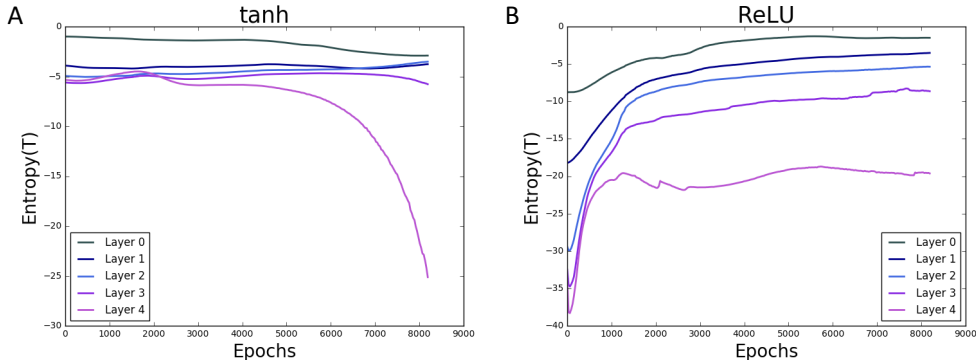 A
tanh
Entropy(T)
0
−5
−10
−15
−20
−25
−30
0 1000 2000 3000 4000 5000 6000 7000 8000 9000
Epochs
Layer 0
Layer 1
Layer 2
Layer 3
Layer 4
B
ReLU
Entropy(T)
0
−5
−10
−15
−20
−25
−30
−35
−40
0 1000 2000 3000 4000 5000 6000 7000 8000 9000
Epochs
Layer 0
Layer 1
Layer 2
Layer 3
Layer 4